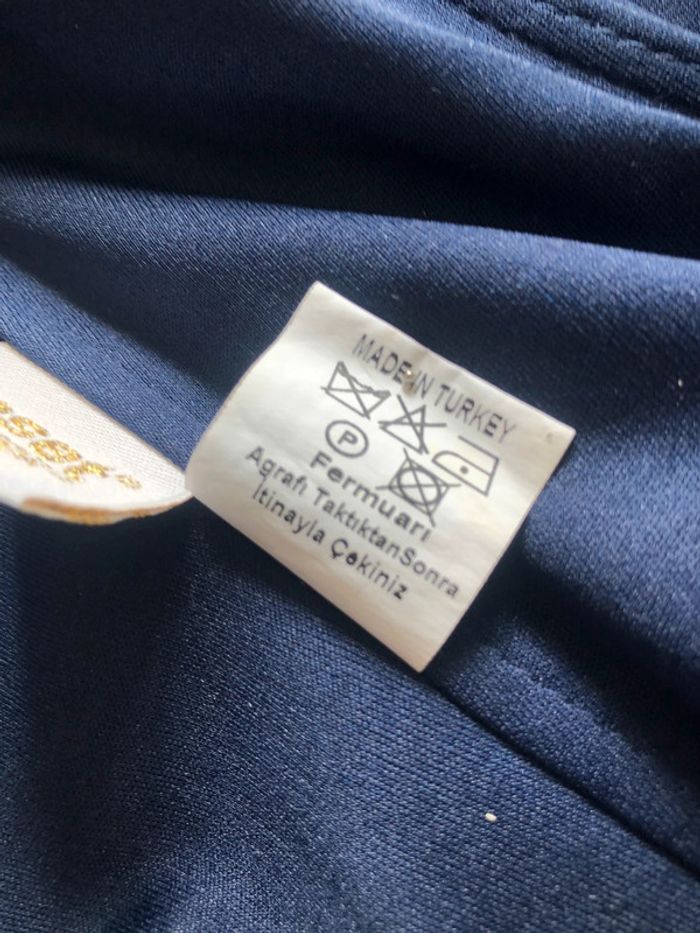 MADE IN TURKEY
P
Fermuarı
Agrafı TaktıktanSonra
İtinayla Çekiniz